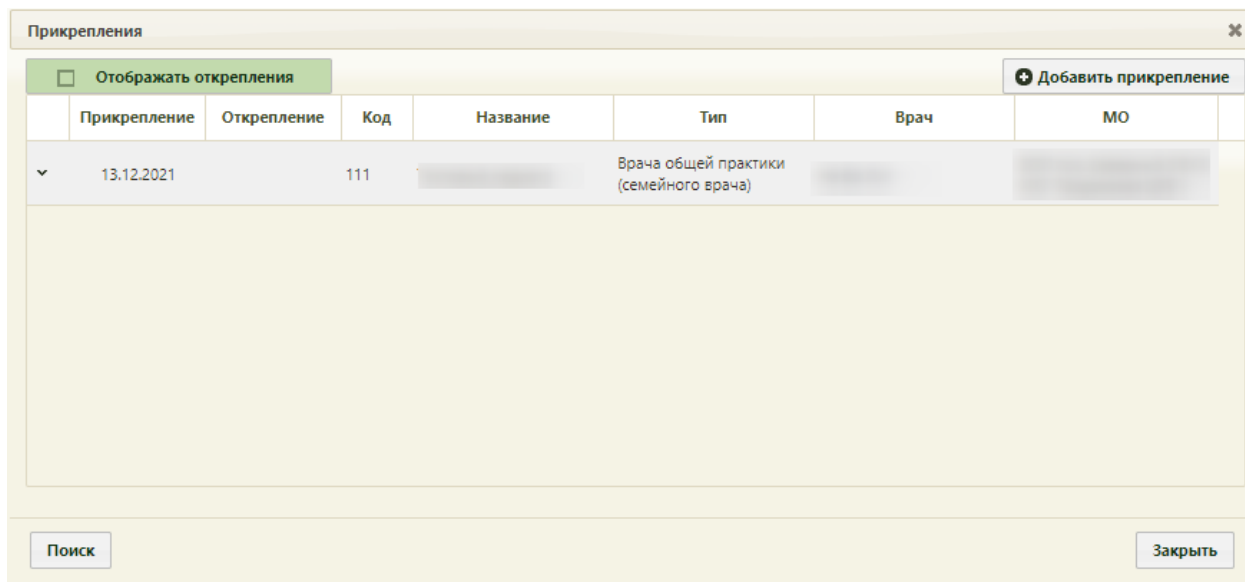 Прикрепления
Отображать открепления
Добавить прикрепление
Прикрепление Открепление Код Название Тип Врач МО
13.12.2021 111 Врача общей практики
(семейного врача)
Поиск Закрыть